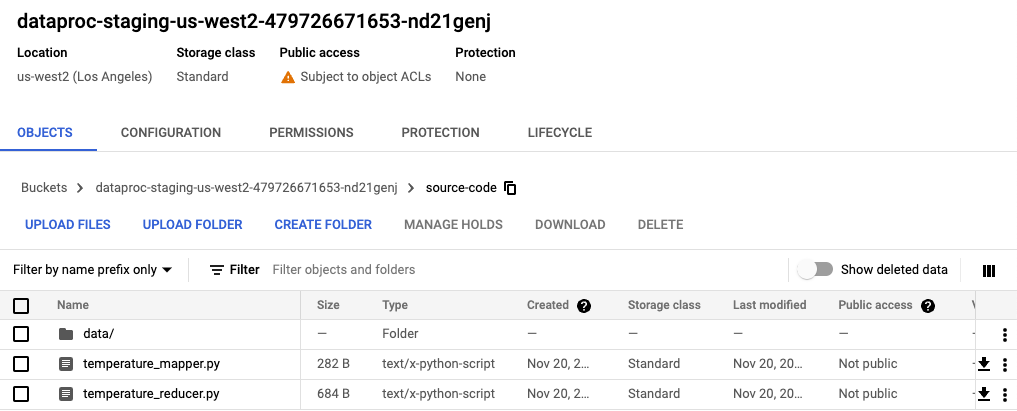 dataproc-staging-us-west2-479726671653-nd21genj
Location Storage class Public access Protection
us-west2 (Los Angeles) Standard Subject to object ACLs None
OBJECTS CONFIGURATION PERMISSIONS PROTECTION LIFECYCLE
Buckets > dataproc-staging-us-west2-479726671653-nd21genj > source-code
UPLOAD FILES UPLOAD FOLDER CREATE FOLDER MANAGE HOLDS DOWNLOAD DELETE
Filter by name prefix only Filter Filter objects and folders Show deleted data
Name Size Type Created ? Storage class Last modified Public access ?
data/ — Folder — — — —
temperature_mapper.py 282 B text/x-python-script Nov 20, 2... Standard Nov 20, 20... Not public
temperature_reducer.py 684 B text/x-python-script Nov 20, 2... Standard Nov 20, 20... Not public